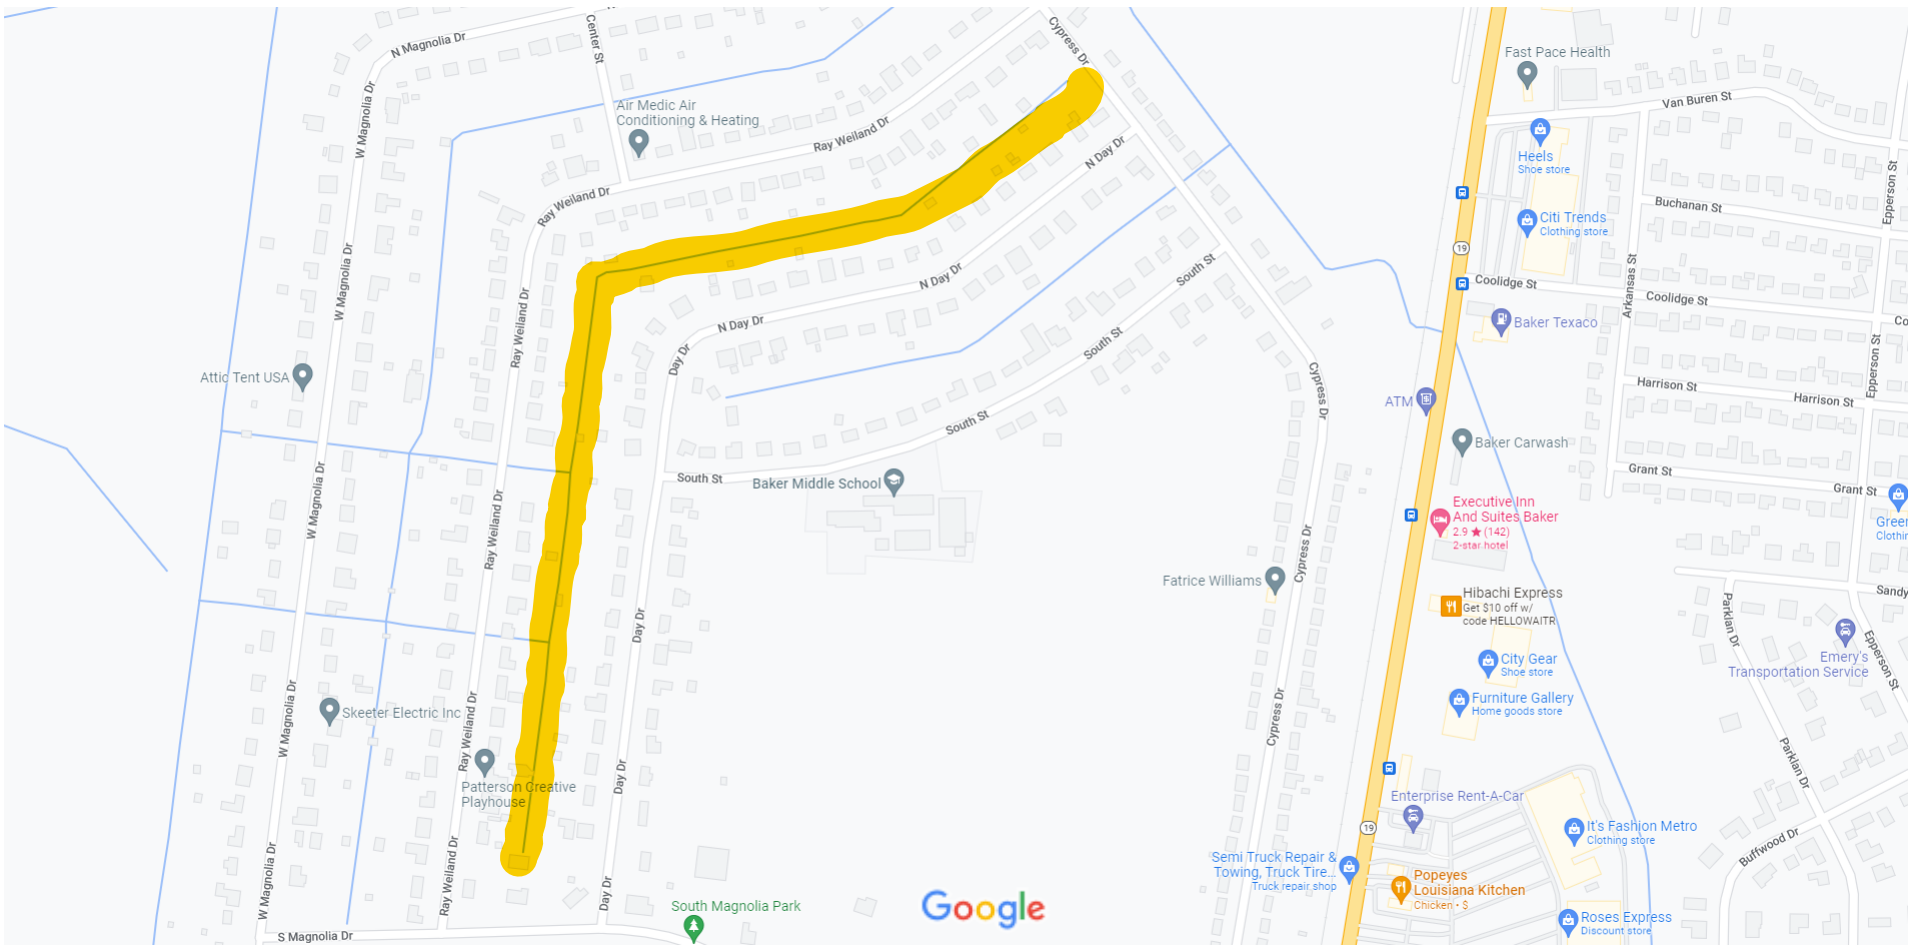 N Magnolia Dr
Center St
Cypress Dr
Fast Pace Health
W Magnolia Dr
Air Medic Air
Conditioning & Heating
Ray Weiland Dr
N Day Dr
Van Buren St
Heels
Shoe store
Epperson St
Ray Weiland Dr
Buchanan St
Citi Trends
Clothing store
19
W Magnolia Dr
South St
N Day Dr
Arkansas St
Coolidge St
Coolidge St
Co
Ray Weiland Dr
N Day Dr
Baker Texaco
South St
Day Dr
Epperson St
Attic Tent USA
Cypress Dr
Harrison St
Harrison St
ATM
South St
Baker Carwash
W Magnolia Dr
South St
Baker Middle School
Grant St
Grant St
Ray Weiland Dr
Executive Inn
And Suites Baker
2.9 ★ (142)
2-star hotel
Green
Clothin
Cypress Dr
Fatrice Williams
Hibachi Express
Get $10 off w/
code HELLOWAITR
Sandy
Parklan Dr
Day Dr
Epperson St
City Gear
Shoe store
Emery's
Transportation Service
W Magnolia Dr
Skeeter Electric Inc
Ray Weiland Dr
Furniture Gallery
Home goods store
Cypress Dr
Parklan Dr
Day Dr
Patterson Creative
Playhouse
Enterprise Rent-A-Car
19
It's Fashion Metro
Clothing store
Buffwood Dr
W Magnolia Dr
Ray Weiland Dr
Day Dr
Semi Truck Repair &
Towing, Truck Tire...
Truck repair shop
Popeyes
Louisiana Kitchen
Chicken • $
South Magnolia Park
Google
Roses Express
Discount store
S Magnolia Dr